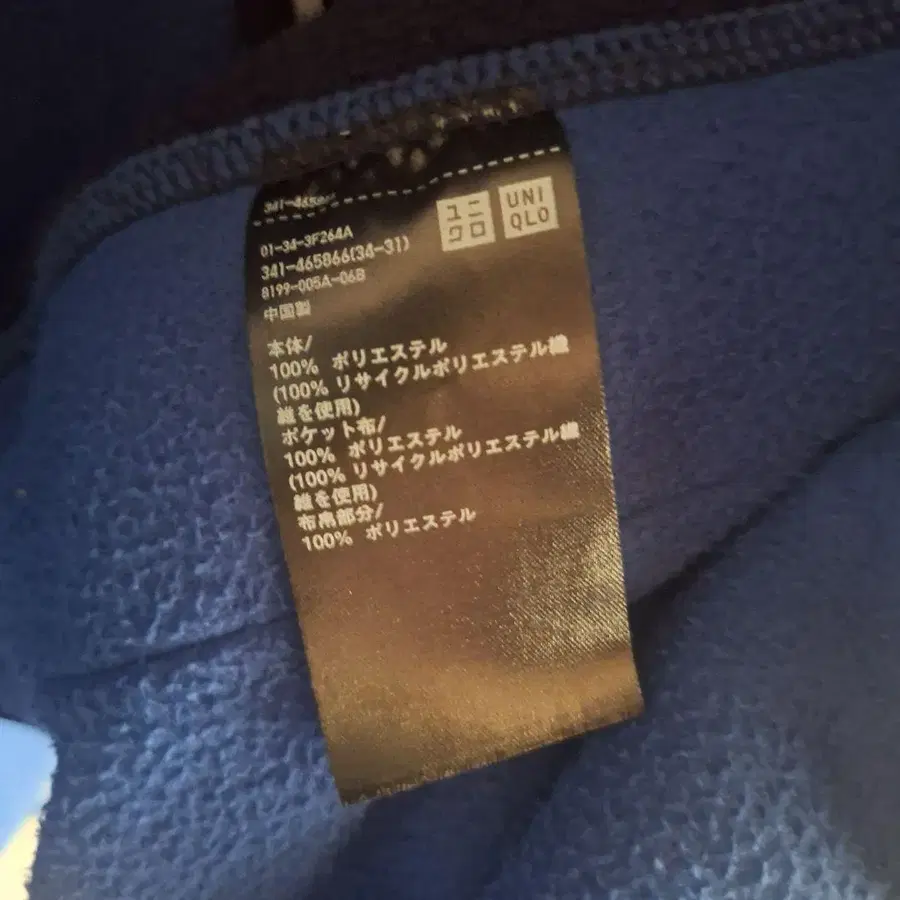 341-4658
ユニ
クロ
UNI
QLO
01-34-3F264A
341-465866(34-31)
8199-005A-06B
中国製
本体/
100% ポリエステル
(100% リサイクルポリエステル繊
維を使用)
ポケット布/
100% ポリエステル
(100% リサイクルポリエステル繊
維を使用)
布帛部分/
100% ポリエステル